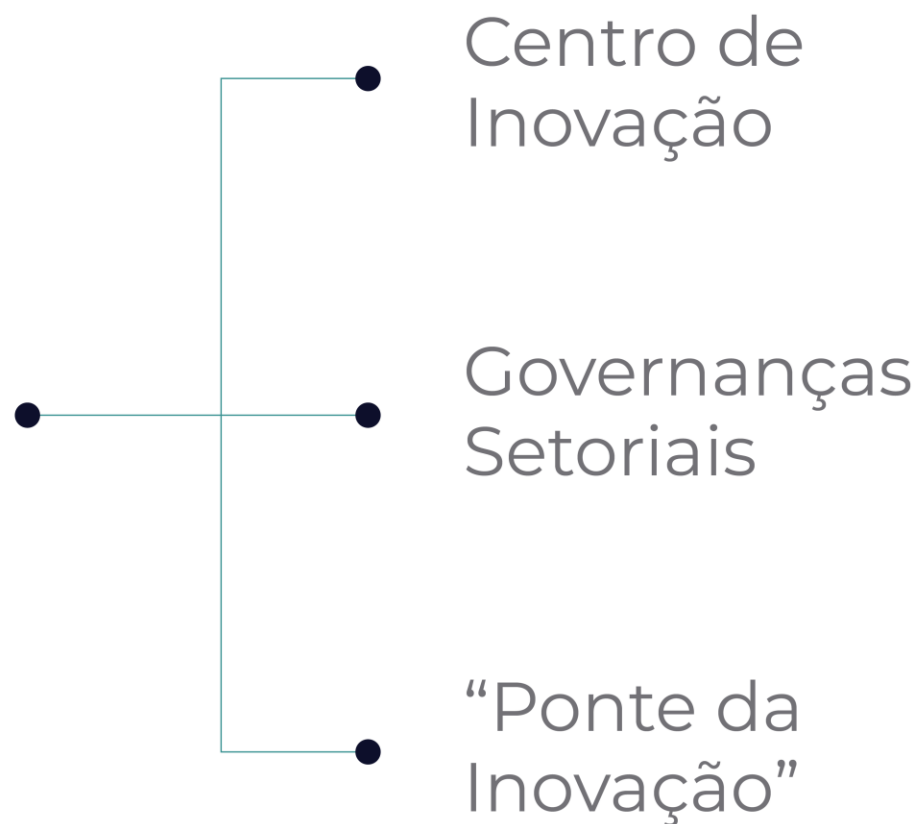 Centro de
Inovação
Governanças
Setoriais
“Ponte da
Inovação”